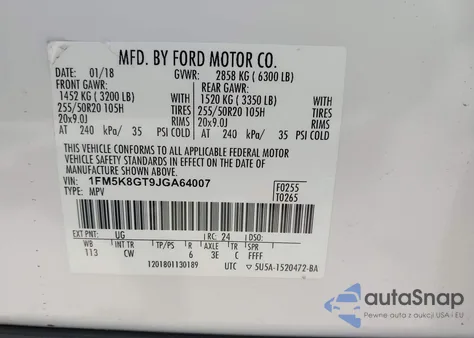 MFD. BY FORD MOTOR CO.
DATE: 01/18 GVWR: 2858 KG ( 6300 LB)
FRONT GAWR: REAR GAWR:
1452 KG ( 3200 LB) WITH 1520 KG ( 3350 LB) WITH
255/50R20 105H TIRES 255/50R20 105H TIRES
20x9.0J RIMS 20x9.0J RIMS
AT 240 kPa/ 35 PSI COLD AT 240 kPa/ 35 PSI COLD
THIS VEHICLE CONFORMS TO ALL APPLICABLE FEDERAL MOTOR
VEHICLE SAFETY STANDARDS IN EFFECT ON THE DATE OF
MANUFACTURE SHOWN ABOVE.
VIN: 1FM5K8GT9JGA64007 F0255
TYPE: MPV T0265
EXT PNT: UG RC: 24 DSO:
WB INT TR TP/PS R AXLE TR SPR
113 CW 6 3E C FFFF
1201801130189 UTC ▽ 5U5A-1520472-BA
autoSnap
Pewne auta z importu z USA i EU